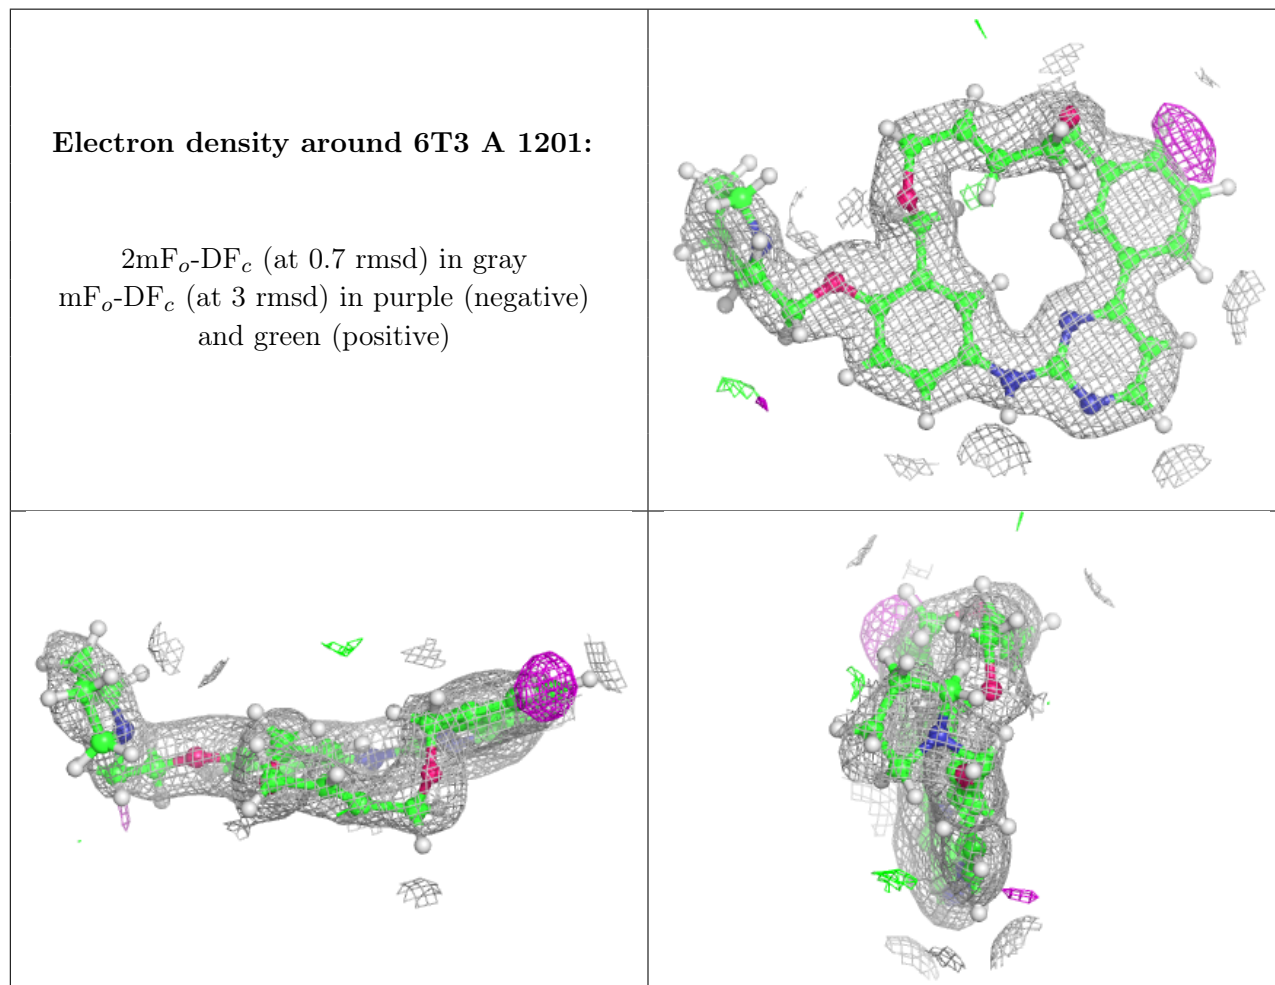 Electron density around 6T3 A 1201:
2mFo-DFc (at 0.7 rmsd) in gray
mFo-DFc (at 3 rmsd) in purple (negative)
and green (positive)